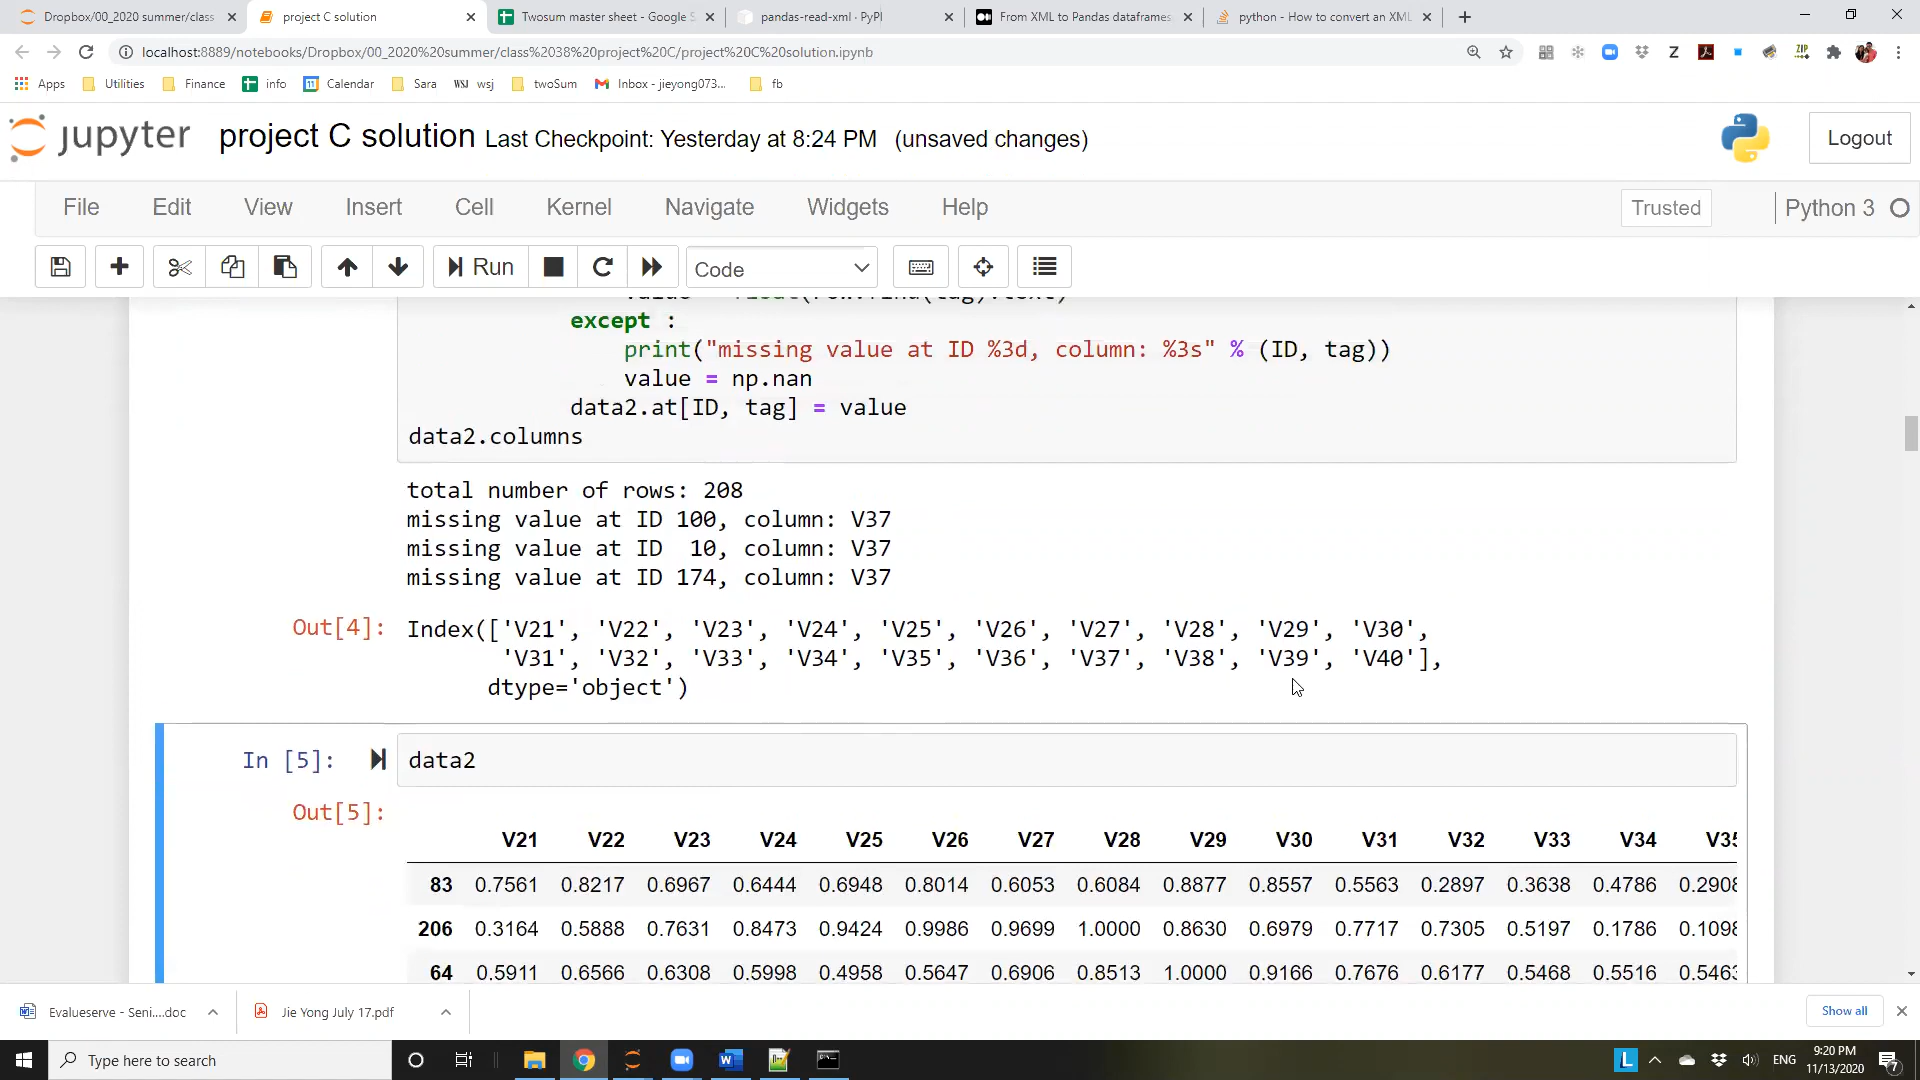 Dropbox/00_2020 summer/class
project C solution
Twosum master sheet - Google S
pandas-read-xml · PyPI
From XML to Pandas dataframes
python - How to convert an XML
localhost:8889/notebooks/Dropbox/00_2020%20summer/class%2038%20project%20C/project%20C%20solution.ipynb
Apps
Utilities
Finance
info
Calendar
Sara
WSJ wsj
twoSum
Inbox - jieyong073...
fb
jupyter project C solution Last Checkpoint: Yesterday at 8:24 PM (unsaved changes)
Logout
File Edit View Insert Cell Kernel Navigate Widgets Help
Trusted
Python 3
Run
Code
except :
print("missing value at ID %3d, column: %3s" % (ID, tag))
value = np.nan
data2.at[ID, tag] = value
data2.columns
total number of rows: 208
missing value at ID 100, column: V37
missing value at ID  10, column: V37
missing value at ID 174, column: V37
Out[4]: Index(['V21', 'V22', 'V23', 'V24', 'V25', 'V26', 'V27', 'V28', 'V29', 'V30',
'V31', 'V32', 'V33', 'V34', 'V35', 'V36', 'V37', 'V38', 'V39', 'V40'],
dtype='object')
In [5]: data2
Out[5]:
V21 V22 V23 V24 V25 V26 V27 V28 V29 V30 V31 V32 V33 V34 V35
83 0.7561 0.8217 0.6967 0.6444 0.6948 0.8014 0.6053 0.6084 0.8877 0.8557 0.5563 0.2897 0.3638 0.4786 0.2908
206 0.3164 0.5888 0.7631 0.8473 0.9424 0.9986 0.9699 1.0000 0.8630 0.6979 0.7717 0.7305 0.5197 0.1786 0.1098
64 0.5911 0.6566 0.6308 0.5998 0.4958 0.5647 0.6906 0.8513 1.0000 0.9166 0.7676 0.6177 0.5468 0.5516 0.5463
Evalueserve - Seni....doc
Jie Yong July 17.pdf
Show all
Type here to search
ENG
9:20 PM
11/13/2020